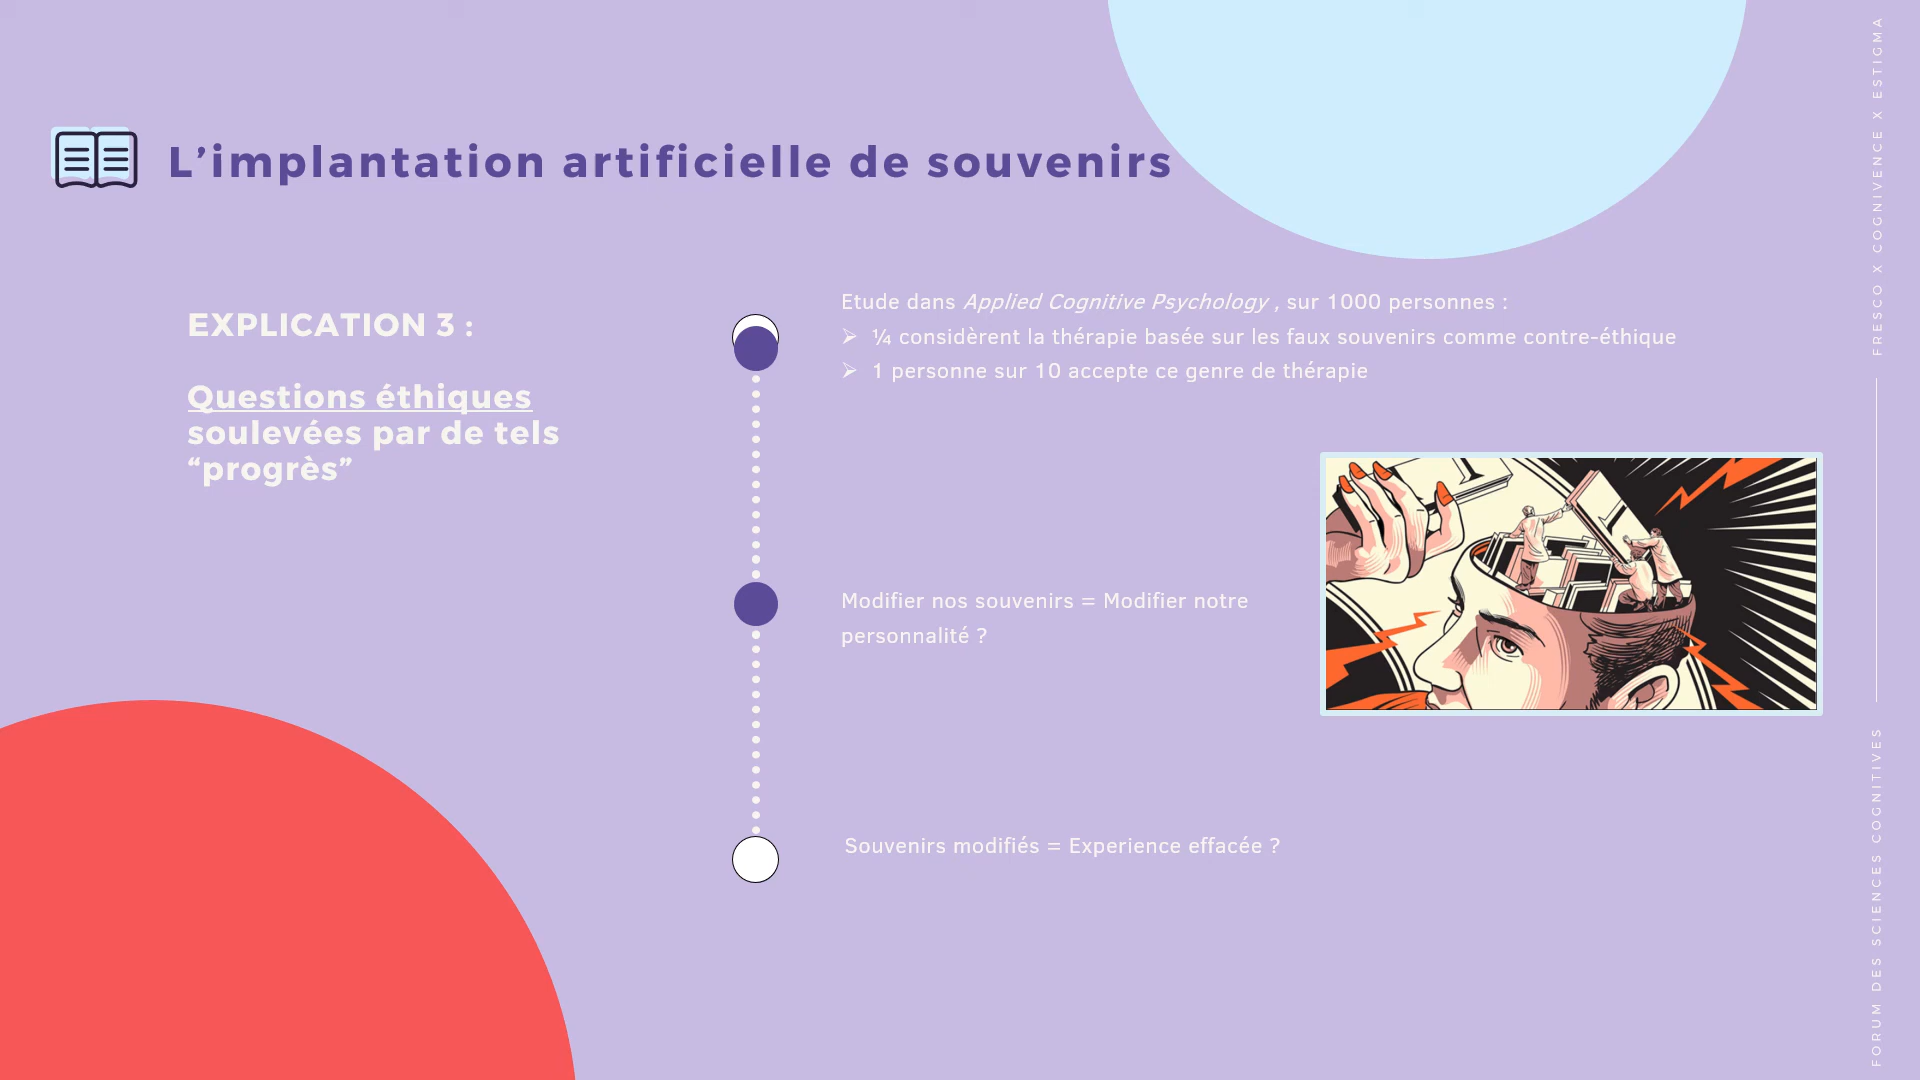 L’implantation artificielle de souvenirs
EXPLICATION 3 :
Questions éthiques
soulevées par de tels
“progrès”
Etude dans Applied Cognitive Psychology , sur 1000 personnes :
➢ ¼ considèrent la thérapie basée sur les faux souvenirs comme contre-éthique
➢ 1 personne sur 10 accepte ce genre de thérapie
Modifier nos souvenirs = Modifier notre
personnalité ?
Souvenirs modifiés = Experience effacée ?
FRESCO X COGNIVENCE X ESTIGMA
FORUM DES SCIENCES COGNITIVES